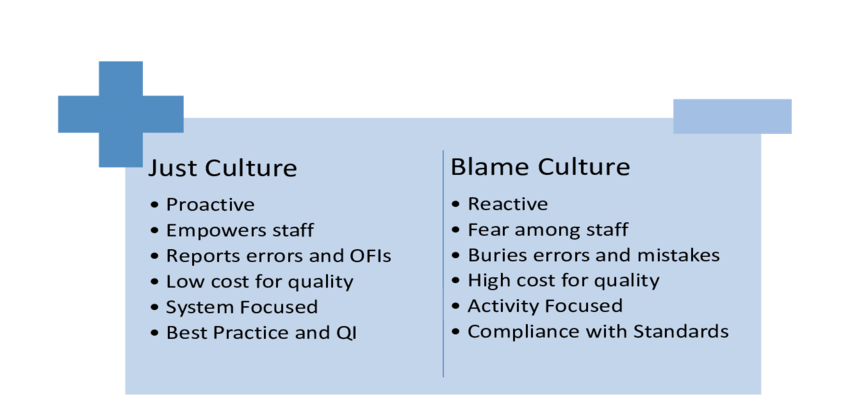 Just Culture
• Proactive
• Empowers staff
• Reports errors and OFIs
• Low cost for quality
• System Focused
• Best Practice and QI
Blame Culture
• Reactive
• Fear among staff
• Buries errors and mistakes
• High cost for quality
• Activity Focused
• Compliance with Standards